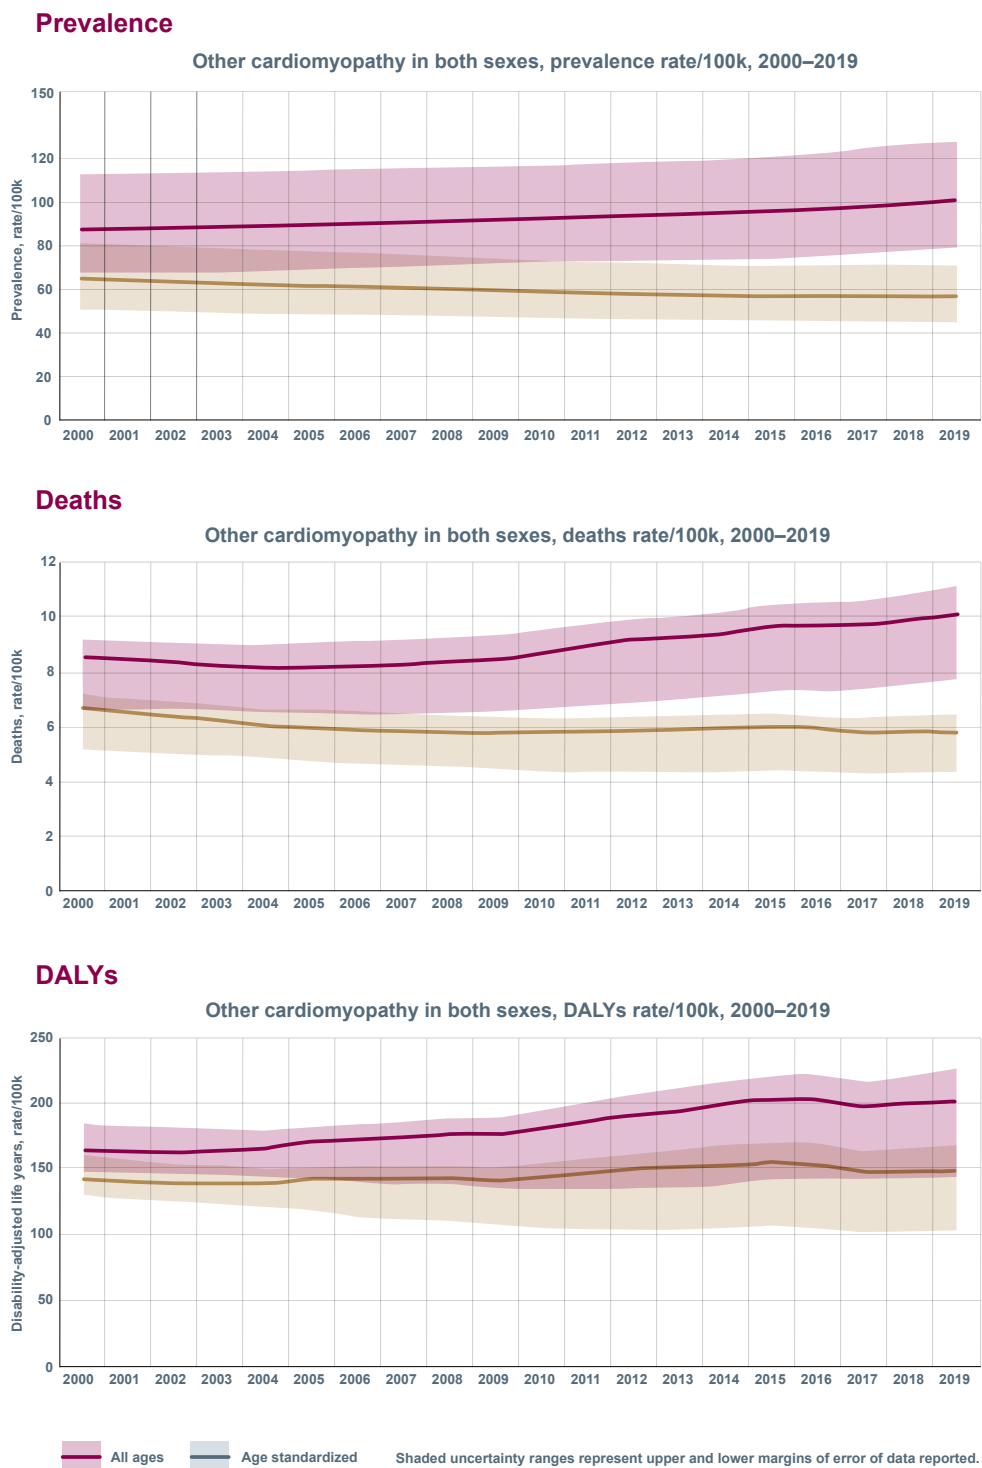 Prevalence
Other cardiomyopathy in both sexes, prevalence rate/100k, 2000–2019
Prevalence, rate/100k
150
120
100
80
60
40
20
0
2000 2001 2002 2003 2004 2005 2006 2007 2008 2009 2010 2011 2012 2013 2014 2015 2016 2017 2018 2019
Deaths
Other cardiomyopathy in both sexes, deaths rate/100k, 2000–2019
Deaths, rate/100k
12
10
8
6
4
2
0
2000 2001 2002 2003 2004 2005 2006 2007 2008 2009 2010 2011 2012 2013 2014 2015 2016 2017 2018 2019
DALYs
Other cardiomyopathy in both sexes, DALYs rate/100k, 2000–2019
Disability-adjusted life years, rate/100k
250
200
150
100
50
0
2000 2001 2002 2003 2004 2005 2006 2007 2008 2009 2010 2011 2012 2013 2014 2015 2016 2017 2018 2019
All ages Age standardized Shaded uncertainty ranges represent upper and lower margins of error of data reported.